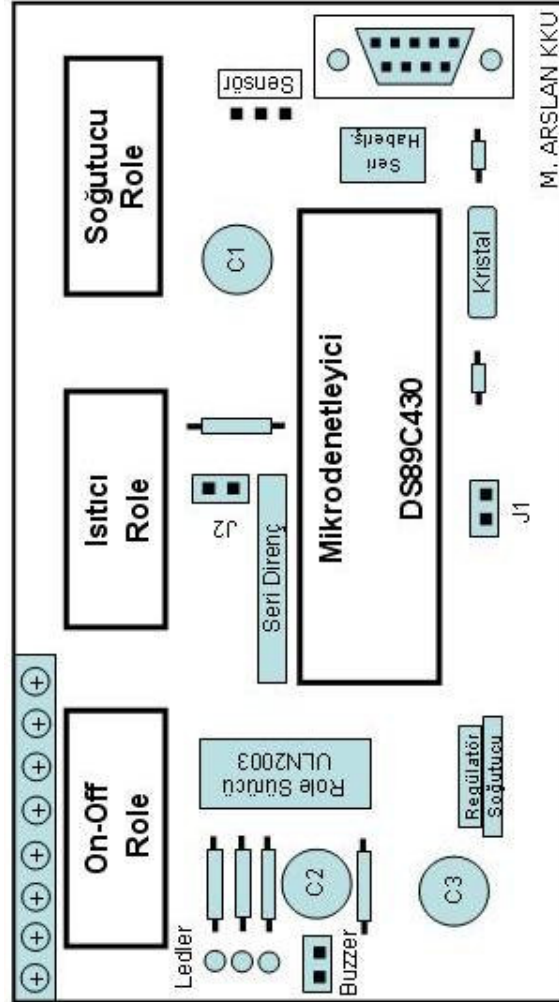 Soğutucu
Role
Isıtıcı
Role
On-Off
Role
Sensör
Seri
Haberiş.
C1
J2
Seri Direnç
Mikrodenetleyici
DS89C430
Kristal
J1
Role Sürücü
ULN2003
Regülatör
Soğutucu
Ledler
C2
C3
Buzzer
M. ARSLAN KKU